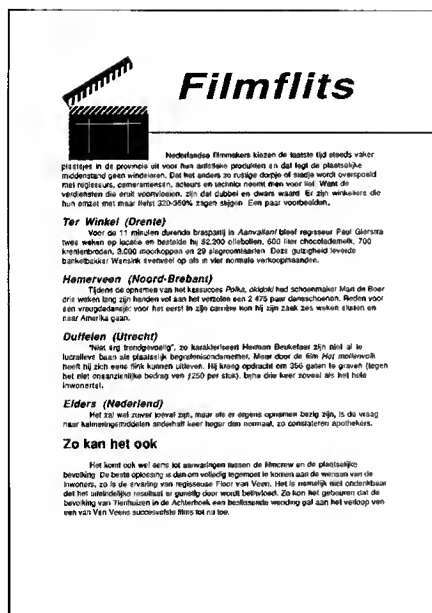 Filmflits
Nederlandse filmmakers kiezen de laatste tijd steeds vaker
plaatsjes in de provincie uit voor hun artistieke produkten en dat legt de plaatselijke
middenstand geen windeieren. Dat het anders zo rustige dorpje of stadje wordt overspoeld
met regisseurs, cameramensen, acteurs en technici neemt men voor lief. Want de
verdiensten die eruit voortvloeien, zijn dat dubbel en dwars waard. Er zijn winkeliers die
hun omzet met maar liefst 320-350% zagen stijgen. Een paar voorbeelden.
Ter Winkel (Drente)
Voor de 11 minuten durende brasparij in Aanvallen! bleef regisseur Paul Gierstra
twee weken op locatie en bestelde hij 82.200 oliebollen, 600 liter chocolademelk, 700
krentenbroden, 3.000 moorkoppen en 29 slagroomtaarten. Deze gulzigheid leverde
banketbakker Wansink evenveel op als in vier normale verkoopmaanden.
Hemerveen (Noord-Brabant)
Tijdens de opnamen van het kassucces Polka, okidoki had schoenmaker Mart de Boer
drie weken lang zijn handen vol aan het verzolen van 2 475 paar dansschoenen. Reden voor
een vreugdedansje: voor het eerst in zijn carrière kon hij zijn zaak zes weken sluiten en
naar Amerika gaan.
Duffelen (Utrecht)
"Niet erg trendgevoelig", zo karakteriseert Herman Beukelaar zijn niet al te
lucratieve baan als plaatselijk begrafenisondernemer. Maar door de film Het mollenvolk
heeft hij zich eens flink kunnen uitleven. Hij kreeg opdracht om 356 gaten te graven (tegen
het niet onaanzienlijke bedrag van ƒ250 per stuk), bijna drie keer zoveel als het hele
inwonertal.
Elders (Nederland)
Het zal wel zuiver toeval zijn, maar als er ergens opnamen bezig zijn, is de vraag
naar kalmeringsmiddelen anderhalf keer hoger dan normaal, zo constateren apothekers.
Zo kan het ook
Het komt ook wel eens tot aanvaringen tussen de filmcrew en de plaatselijke
bevolking. De beste oplossing is dan om volledig tegemoet te komen aan de wensen van de
inwoners, zo is de ervaring van regisseuse Floor van Veen. Het is namelijk niet ondenkbaar
dat het uiteindelijke resultaat er gunstig door wordt beïnvloed. Zo kon het gebeuren dat de
bevolking van Tienhuizen in de Achterhoek een beslissende wending gaf aan het verloop van
een van Van Veens succesvolste films tot nu toe.